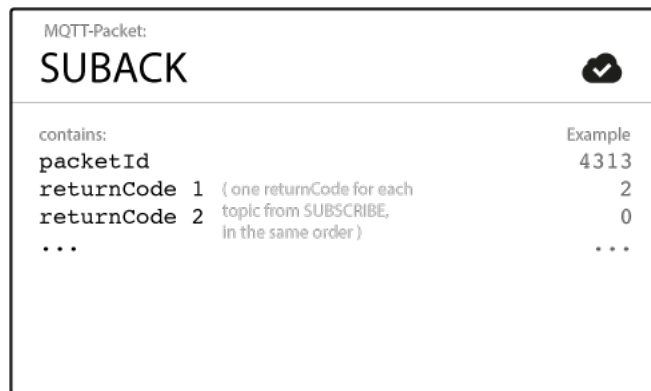 MQTT-Packet:
SUBACK
contains:
Example
packetId
4313
returnCode 1
( one returnCode for each
2
returnCode 2
topic from SUBSCRIBE,
0
in the same order )
...
...